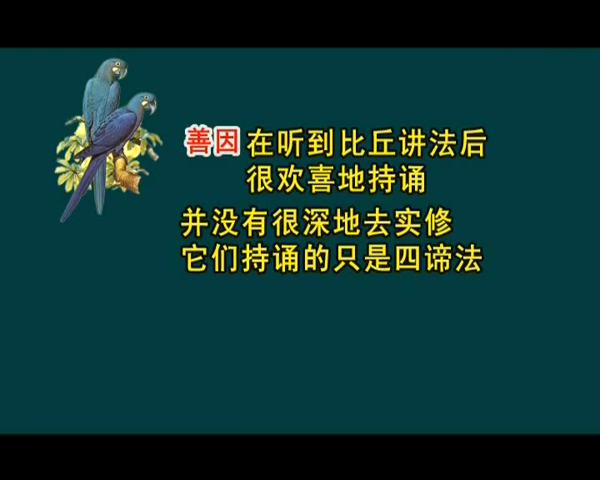 善因 在听到比丘讲法后
很欢喜地持诵
并没有很深地去实修
它们持诵的只是四谛法